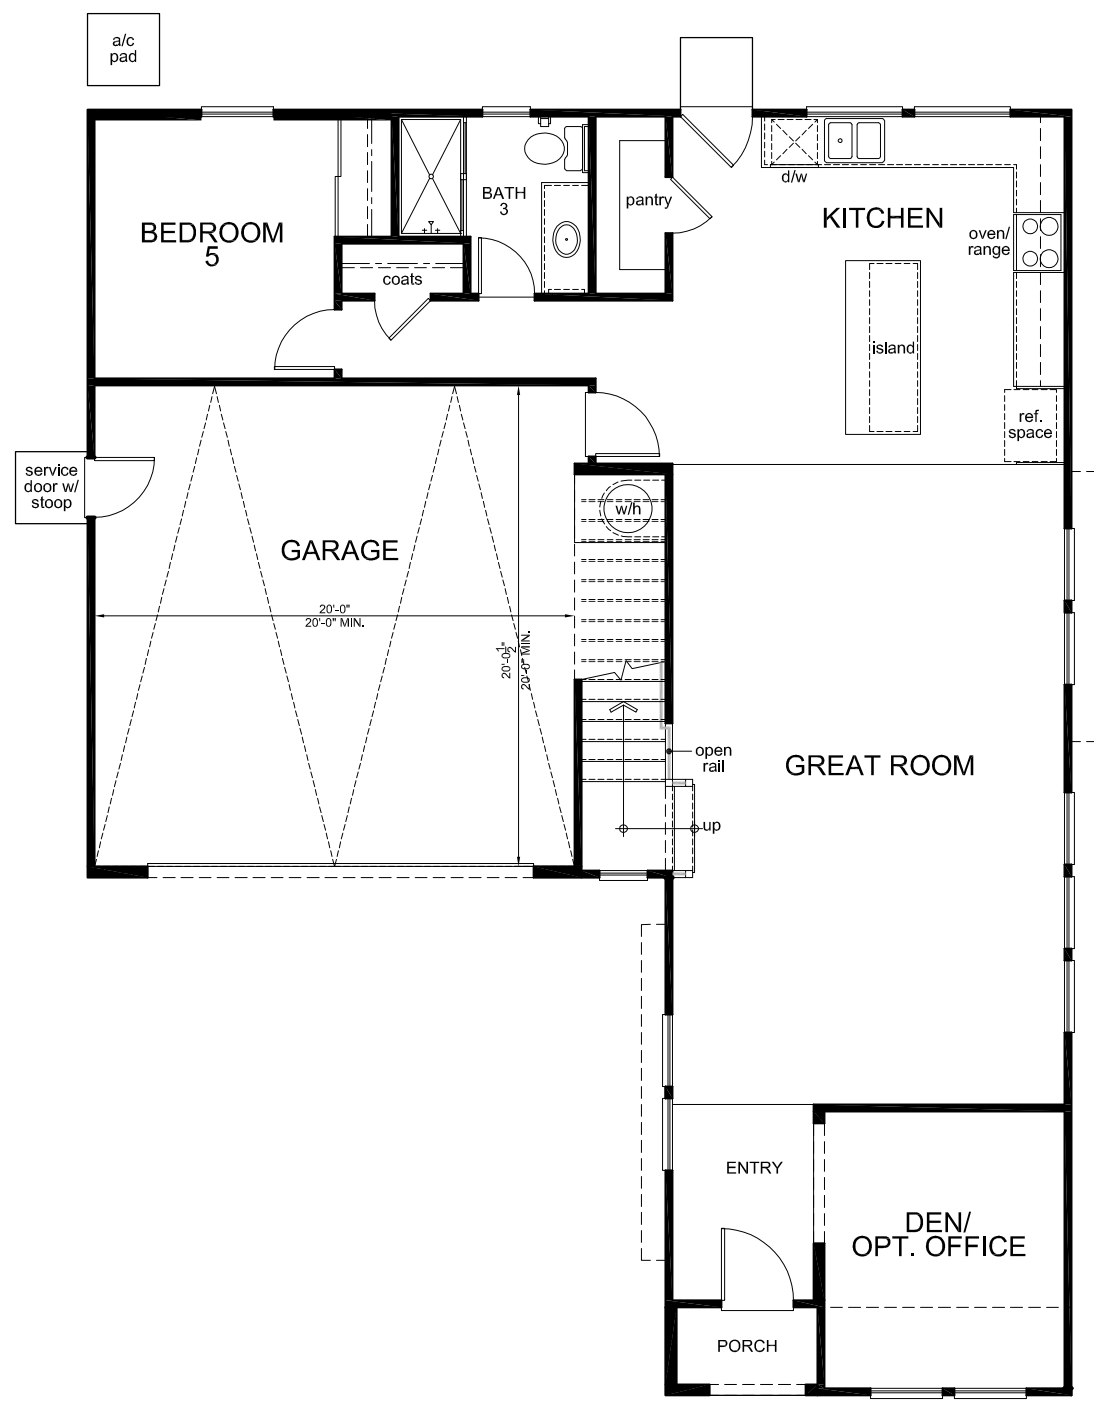 a/c
pad
BEDROOM
5
BATH
3
pantry
d/w
KITCHEN
oven/
range
coats
island
ref.
space
service
door w/
stoop
w/h
GARAGE
20'-0"
20'-0" MIN.
20'-0½"
20'-0" MIN.
open
rail
GREAT ROOM
up
ENTRY
DEN/
OPT. OFFICE
PORCH